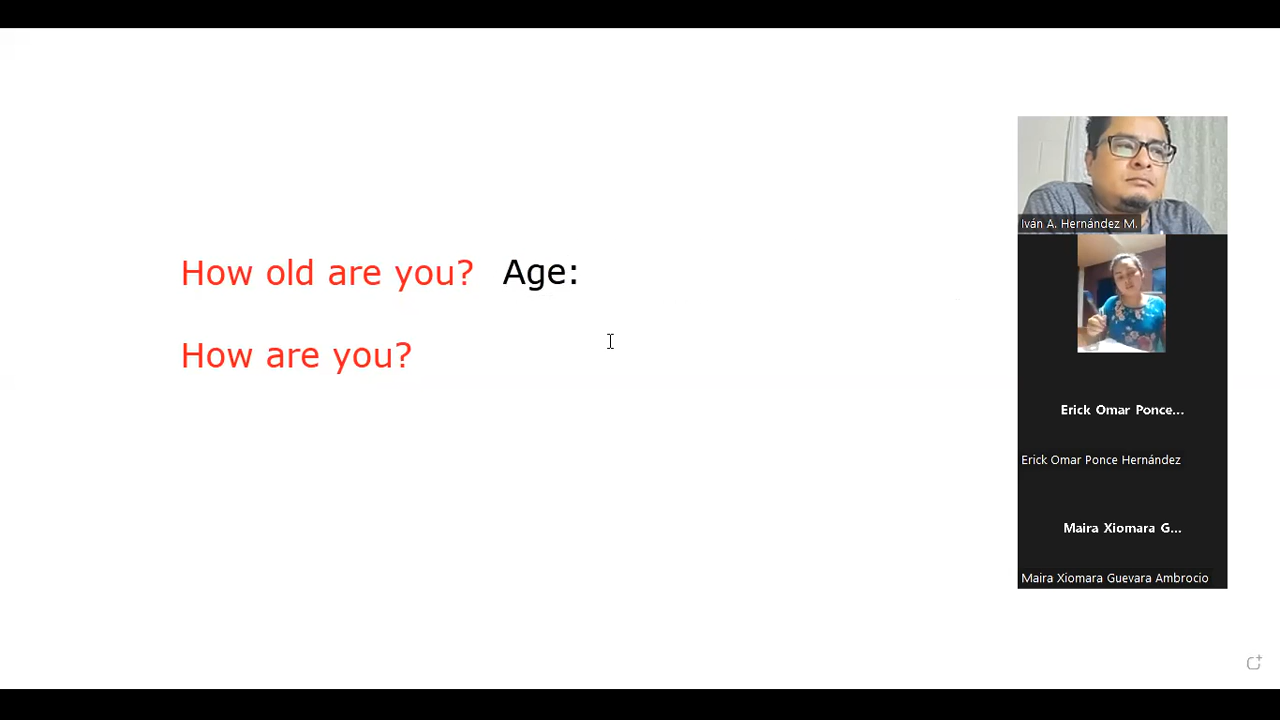 How old are you? Age:
How are you?
Iván A. Hernández M.
Erick Omar Ponce...
Erick Omar Ponce Hernández
Maira Xiomara G...
Maira Xiomara Guevara Ambrocio